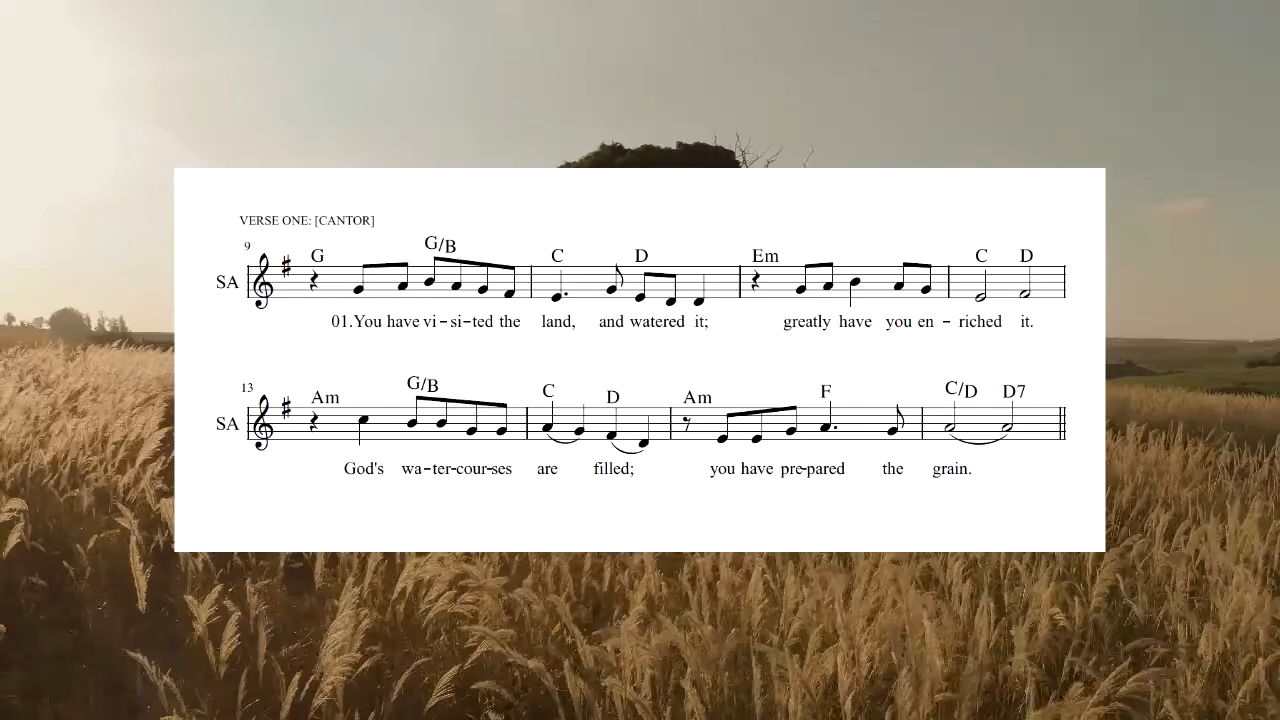 VERSE ONE: [CANTOR]
9
G G/B C D Em C D
SA
01.You have vi-si-ted the land, and watered it; greatly have you en-riched it.
13
Am G/B C D Am F C/D D7
SA
God's wa-ter-cour-ses are filled; you have pre-pared the grain.